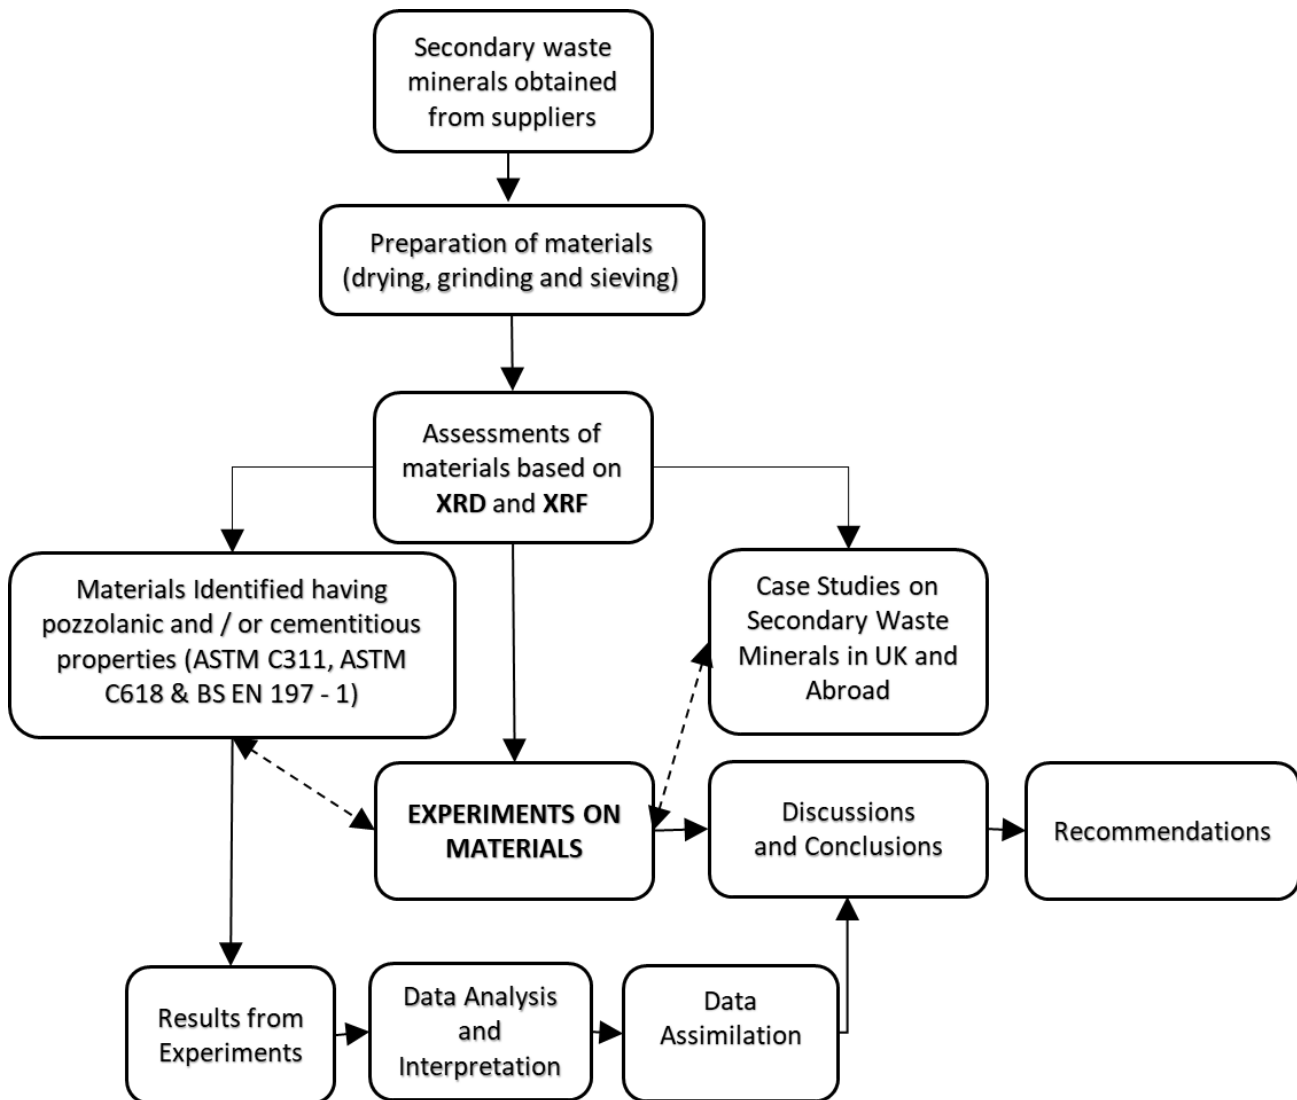 Secondary waste
minerals obtained
from suppliers
Preparation of materials
(drying, grinding and sieving)
Assessments of
materials based on
XRD and XRF
Materials Identified having
pozzolanic and / or cementitious
properties (ASTM C311, ASTM
C618 & BS EN 197 - 1)
Case Studies on
Secondary Waste
Minerals in UK and
Abroad
EXPERIMENTS ON
MATERIALS
Discussions
and Conclusions
Recommendations
Results from
Experiments
Data Analysis
and
Interpretation
Data
Assimilation